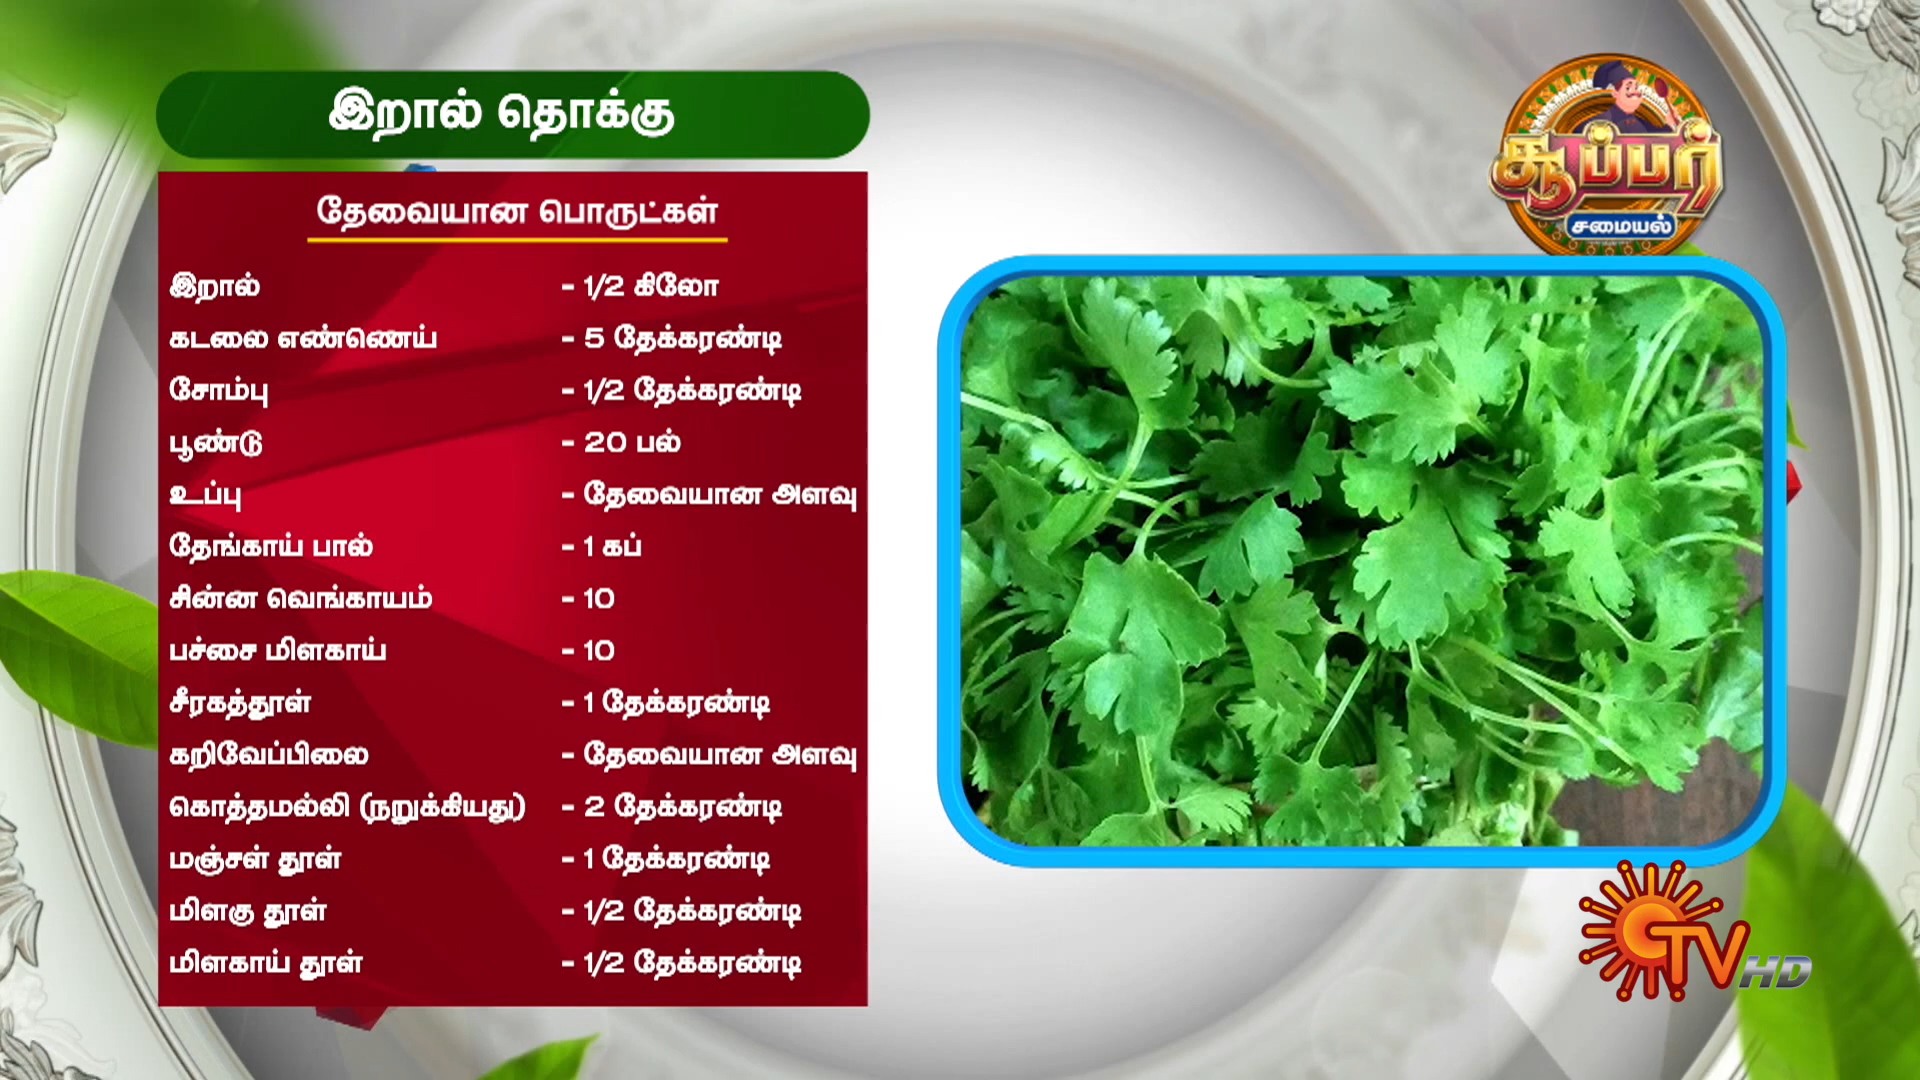 இறால் தொக்கு
தேவையான பொருட்கள்
இறால் - 1/2 கிலோ
கடலை எண்ணெய் - 5 தேக்கரண்டி
சோம்பு - 1/2 தேக்கரண்டி
பூண்டு - 20 பல்
உப்பு - தேவையான அளவு
தேங்காய் பால் - 1 கப்
சின்ன வெங்காயம் - 10
பச்சை மிளகாய் - 10
சீரகத்தூள் - 1 தேக்கரண்டி
கறிவேப்பிலை - தேவையான அளவு
கொத்தமல்லி (நறுக்கியது) - 2 தேக்கரண்டி
மஞ்சள் தூள் - 1 தேக்கரண்டி
மிளகு தூள் - 1/2 தேக்கரண்டி
மிளகாய் தூள் - 1/2 தேக்கரண்டி
சூப்பர்
சமையல்
TV HD